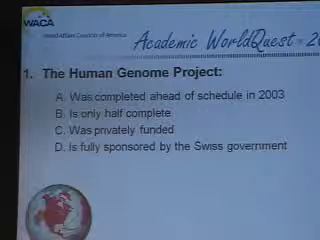 WACA
World Affairs Councils of America
Academic WorldQuest
1. The Human Genome Project:
A. Was completed ahead of schedule in 2003
B. Is only half complete
C. Was privately funded
D. Is fully sponsored by the Swiss government